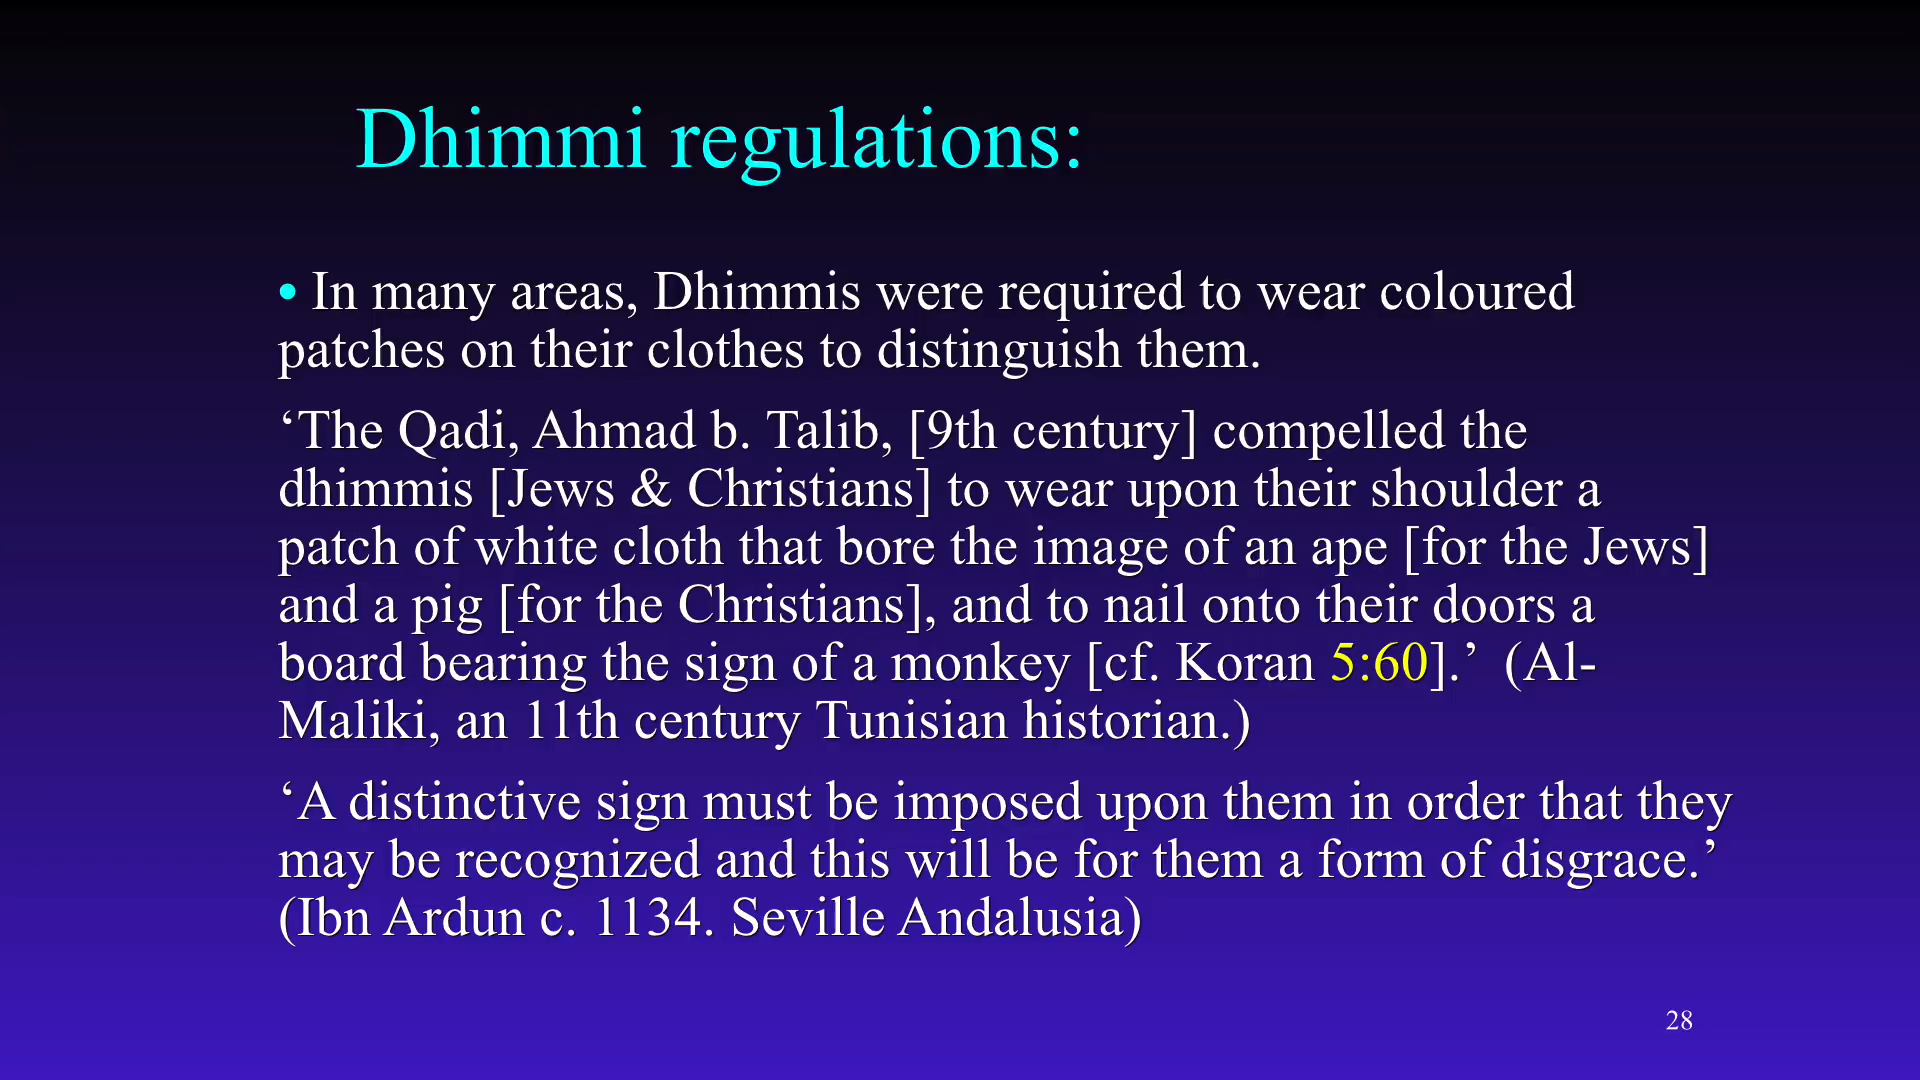 Dhimmi regulations:
• In many areas, Dhimmis were required to wear coloured
patches on their clothes to distinguish them.
‘The Qadi, Ahmad b. Talib, [9th century] compelled the
dhimmis [Jews & Christians] to wear upon their shoulder a
patch of white cloth that bore the image of an ape [for the Jews]
and a pig [for the Christians], and to nail onto their doors a
board bearing the sign of a monkey [cf. Koran 5:60].’ (Al-
Maliki, an 11th century Tunisian historian.)
‘A distinctive sign must be imposed upon them in order that they
may be recognized and this will be for them a form of disgrace.’
(Ibn Ardun c. 1134. Seville Andalusia)
28